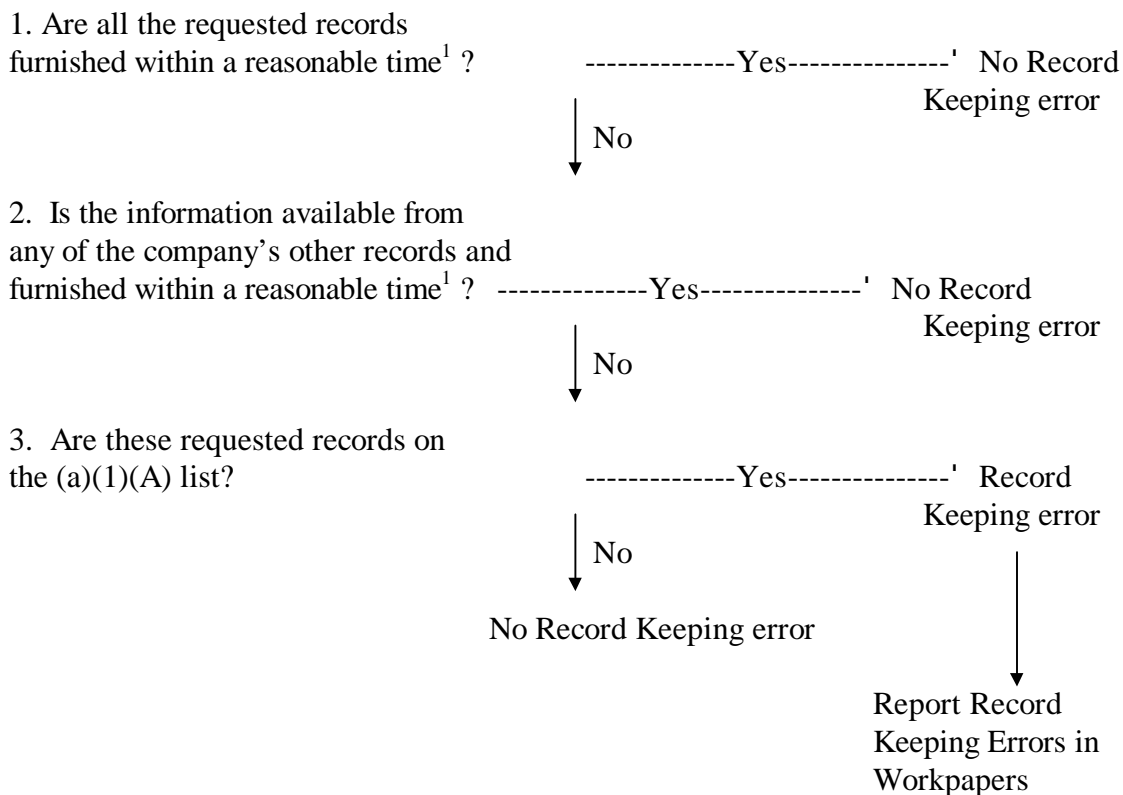 1. Are all the requested records
furnished within a reasonable time1 ? --------------Yes---------------' No Record
Keeping error
No
2. Is the information available from
any of the company’s other records and
furnished within a reasonable time1 ? --------------Yes---------------' No Record
Keeping error
No
3. Are these requested records on
the (a)(1)(A) list? --------------Yes---------------' Record
Keeping error
No
No Record Keeping error
Report Record
Keeping Errors in
Workpapers